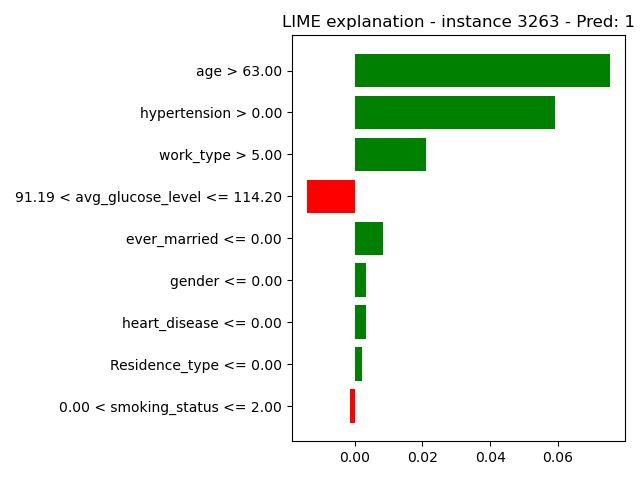 LIME explanation - instance 3263 - Pred: 1
age > 63.00
hypertension > 0.00
work_type > 5.00
91.19 < avg_glucose_level <= 114.20
ever_married <= 0.00
gender <= 0.00
heart_disease <= 0.00
Residence_type <= 0.00
0.00 < smoking_status <= 2.00
0.00 0.02 0.04 0.06